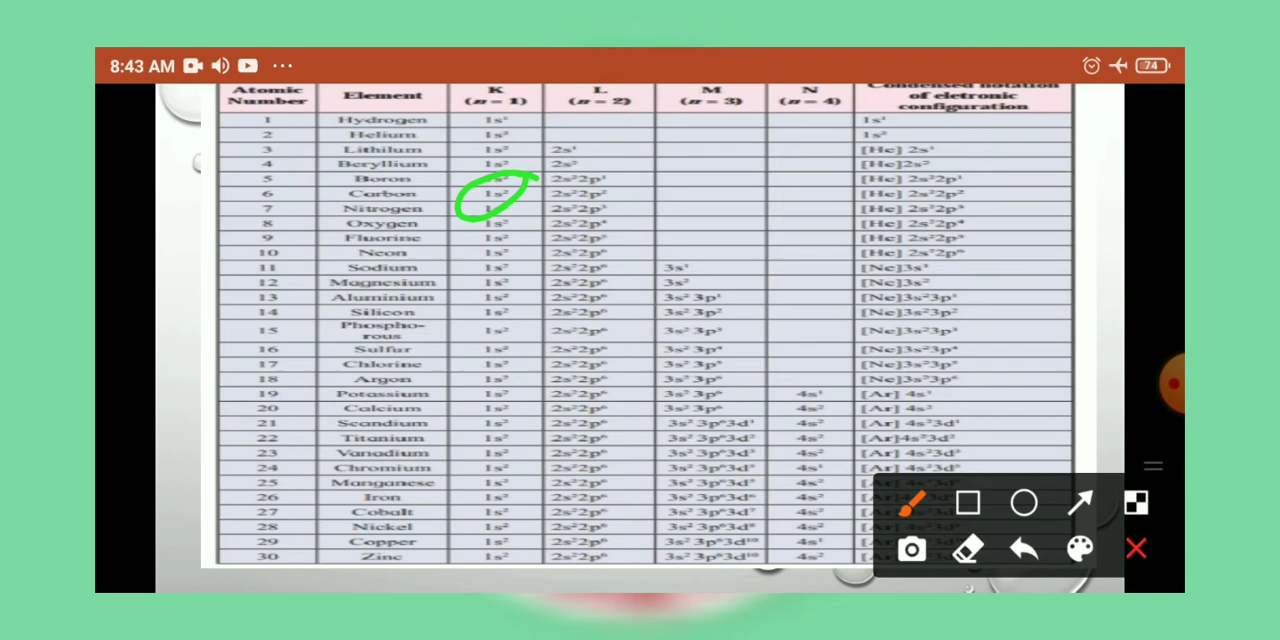 8:43 AM ... 74
Atomic Number Element K (n = 1) L (n = 2) M (n = 3) N (n = 4) Condensed notation of eletronic configuration
1 Hydrogen 1s¹ 1s¹
2 Helium 1s² 1s²
3 Lithilum 1s² 2s¹ [He] 2s¹
4 Beryllium 1s² 2s² [He]2s²
5 Boron 2s²2p¹ [He] 2s²2p¹
6 Carbon 1s² 2s²2p² [He] 2s²2p²
7 Nitrogen 2s²2p³ [He] 2s²2p³
8 Oxygen 1s² 2s²2p⁴ [He] 2s²2p⁴
9 Fluorine 1s² 2s²2p⁵ [He] 2s²2p⁵
10 Neon 1s² 2s²2p⁶ [He] 2s²2p⁶
11 Sodium 1s² 2s²2p⁶ 3s¹ [Ne]3s¹
12 Magnesium 1s² 2s²2p⁶ 3s² [Ne]3s²
13 Aluminium 1s² 2s²2p⁶ 3s² 3p¹ [Ne]3s²3p¹
14 Silicon 1s² 2s²2p⁶ 3s² 3p² [Ne]3s²3p²
15 Phospho-rous 1s² 2s²2p⁶ 3s² 3p³ [Ne]3s²3p³
16 Sulfur 1s² 2s²2p⁶ 3s² 3p⁴ [Ne]3s²3p⁴
17 Chlorine 1s² 2s²2p⁶ 3s² 3p⁵ [Ne]3s²3p⁵
18 Argon 1s² 2s²2p⁶ 3s² 3p⁶ [Ne]3s²3p⁶
19 Potassium 1s² 2s²2p⁶ 3s² 3p⁶ 4s¹ [Ar] 4s¹
20 Calcium 1s² 2s²2p⁶ 3s² 3p⁶ 4s² [Ar] 4s²
21 Scandium 1s² 2s²2p⁶ 3s² 3p⁶3d¹ 4s² [Ar] 4s²3d¹
22 Titanium 1s² 2s²2p⁶ 3s² 3p⁶3d² 4s² [Ar]4s²3d²
23 Vanadium 1s² 2s²2p⁶ 3s² 3p⁶3d³ 4s² [Ar] 4s²3d³
24 Chromium 1s² 2s²2p⁶ 3s² 3p⁶3d⁵ 4s¹
25 Manganese 1s² 2s²2p⁶ 3s² 3p⁶3d⁵ 4s²
26 Iron 1s² 2s²2p⁶ 3s² 3p⁶3d⁶ 4s²
27 Cobalt 1s² 2s²2p⁶ 3s² 3p⁶3d⁷ 4s²
28 Nickel 1s² 2s²2p⁶ 3s² 3p⁶3d⁸ 4s²
29 Copper 1s² 2s²2p⁶ 3s² 3p⁶3d¹⁰ 4s¹
30 Zinc 1s² 2s²2p⁶ 3s² 3p⁶3d¹⁰ 4s²